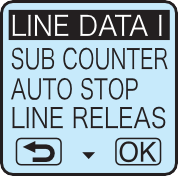 LINE DATA I
SUB COUNTER
AUTO STOP
LINE RELEAS
OK